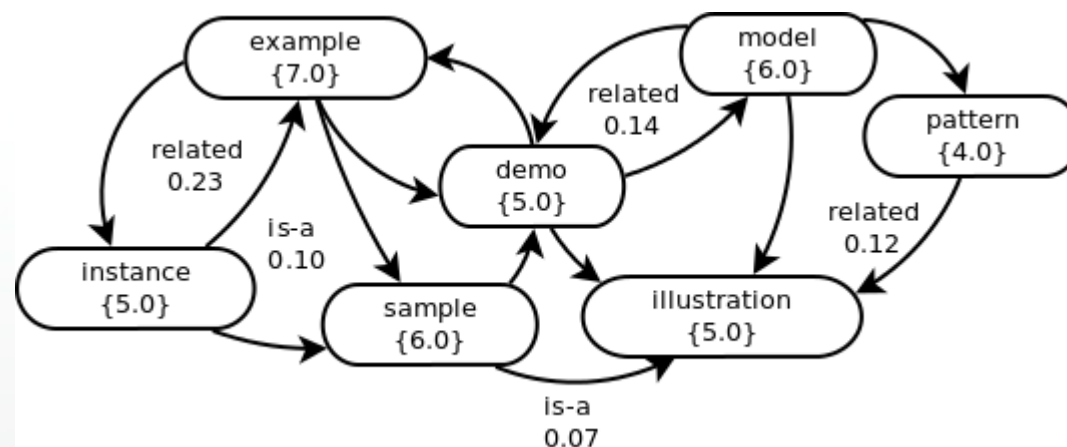 example
{7.0}
model
{6.0}
related
0.14
pattern
{4.0}
related
0.23
demo
{5.0}
is-a
0.10
related
0.12
instance
{5.0}
sample
{6.0}
illustration
{5.0}
is-a
0.07